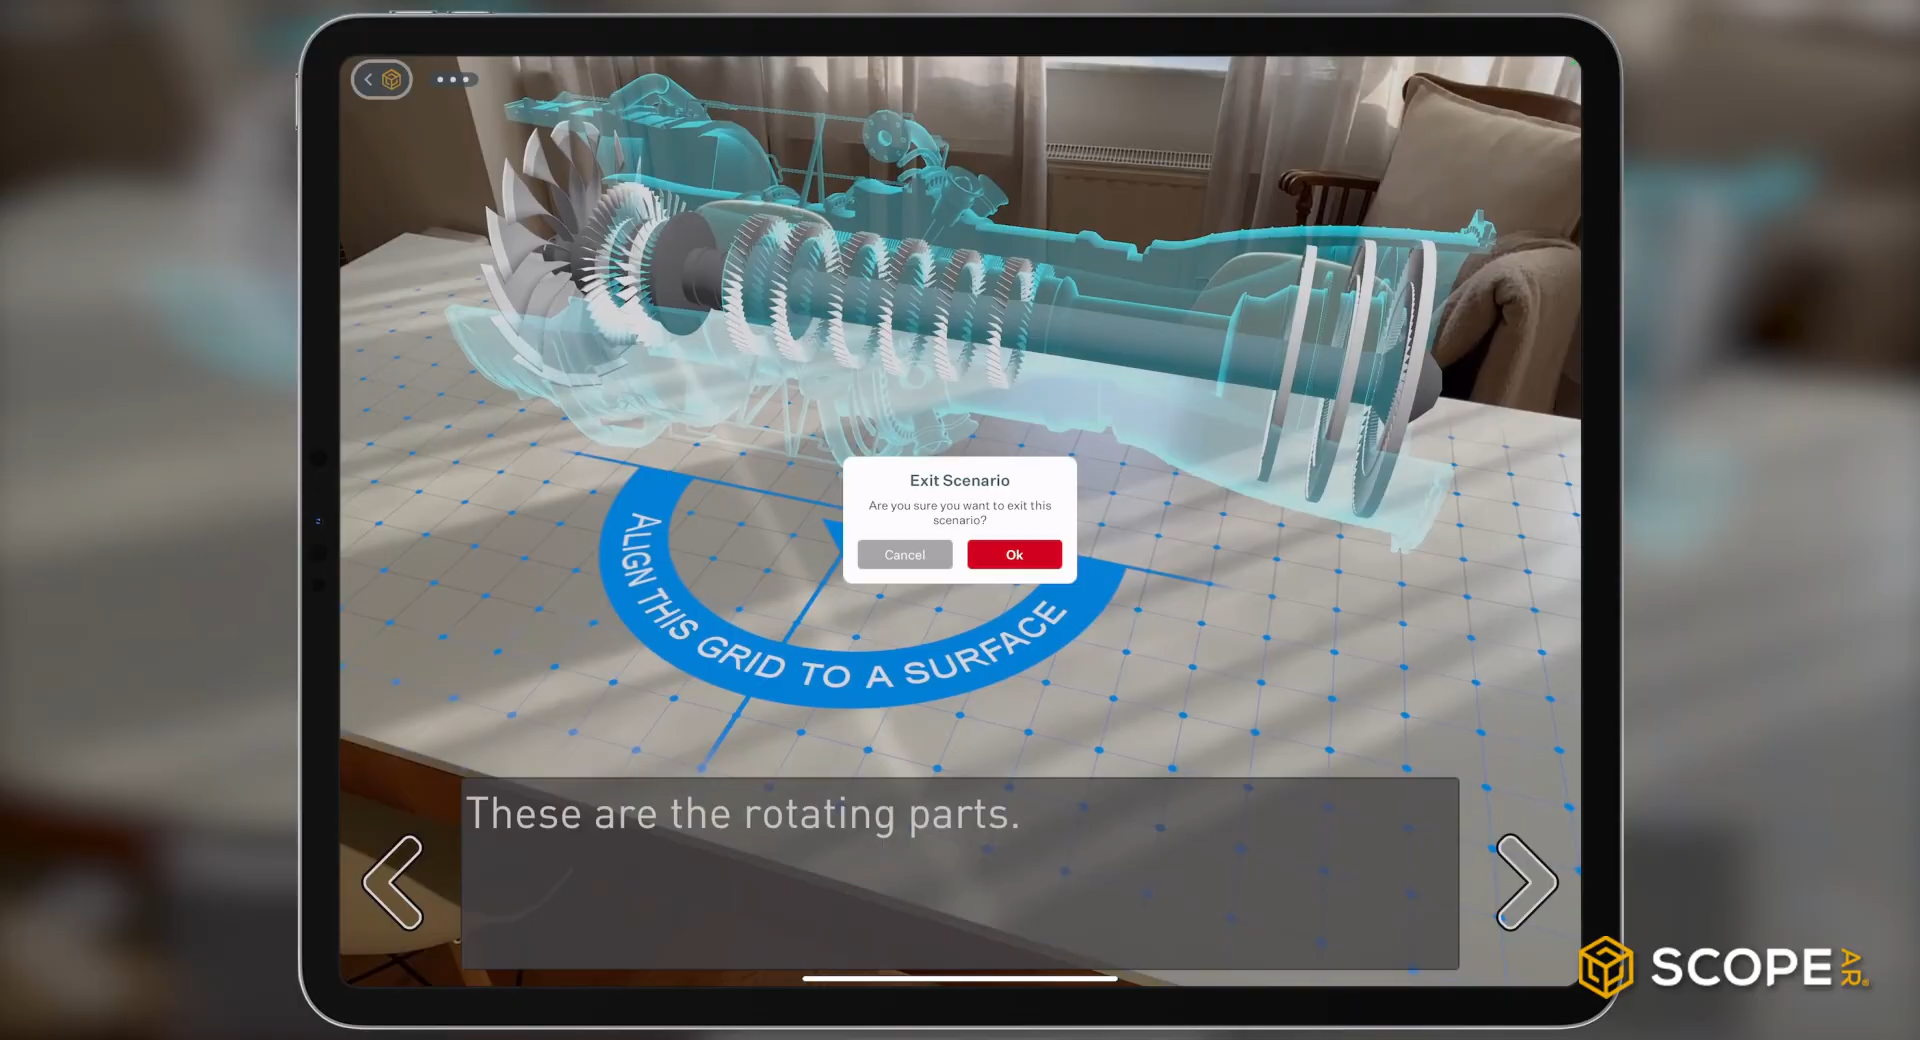 Exit Scenario
Are you sure you want to exit this
scenario?
Cancel
Ok
ALIGN THIS GRID TO A SURFACE
These are the rotating parts.
SCOPE AR®